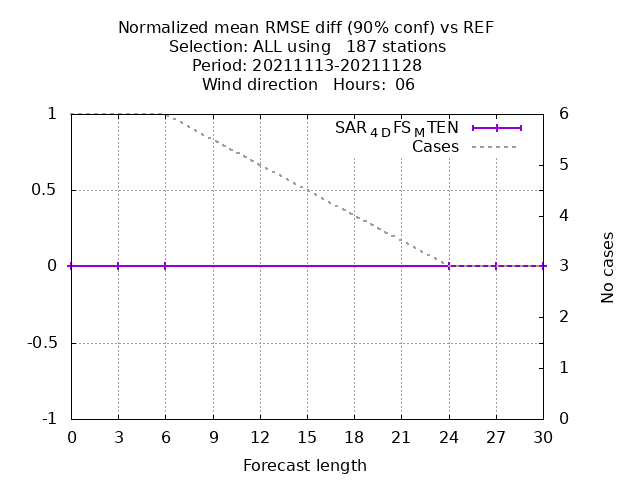 Normalized mean RMSE diff (90% conf) vs REF
Selection: ALL using   187 stations
Period: 20211113-20211128
Wind direction   Hours:  06
SAR4DFSMTEN
Cases
1
0.5
0
-0.5
-1
6
5
4
3
2
1
0
No cases
0 3 6 9 12 15 18 21 24 27 30
Forecast length